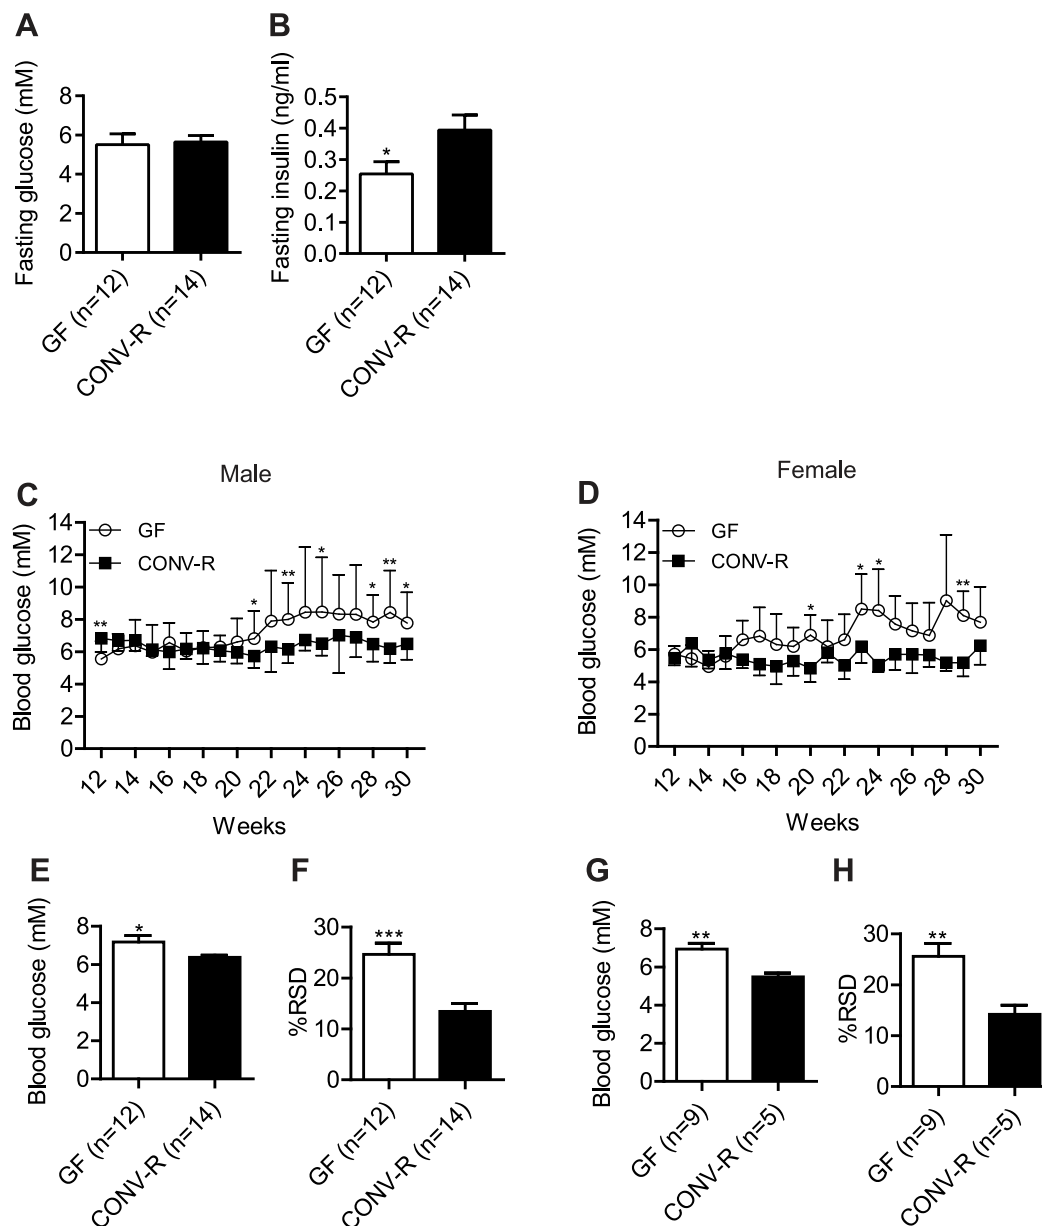 A
Fasting glucose (mM)
8
6
4
2
0
GF (n=12)
CONV-R (n=14)
B
Fasting insulin (ng/ml)
0.5
0.4
0.3
0.2
0.1
0.0
*
GF (n=12)
CONV-R (n=14)
Male
C
Blood glucose (mM)
14
12
10
8
6
4
2
0
GF
CONV-R
** * ** * * ** *
12 14 16 18 20 22 24 26 28 30
Weeks
Female
D
Blood glucose (mM)
14
12
10
8
6
4
2
0
GF
CONV-R
* * * **
12 14 16 18 20 22 24 26 28 30
Weeks
E
Blood glucose (mM)
8
6
4
2
0
*
GF (n=12)
CONV-R (n=14)
F
%RSD
30
20
10
0
***
GF (n=12)
CONV-R (n=14)
G
Blood glucose (mM)
8
6
4
2
0
**
GF (n=9)
CONV-R (n=5)
H
%RSD
30
20
10
0
**
GF (n=9)
CONV-R (n=5)